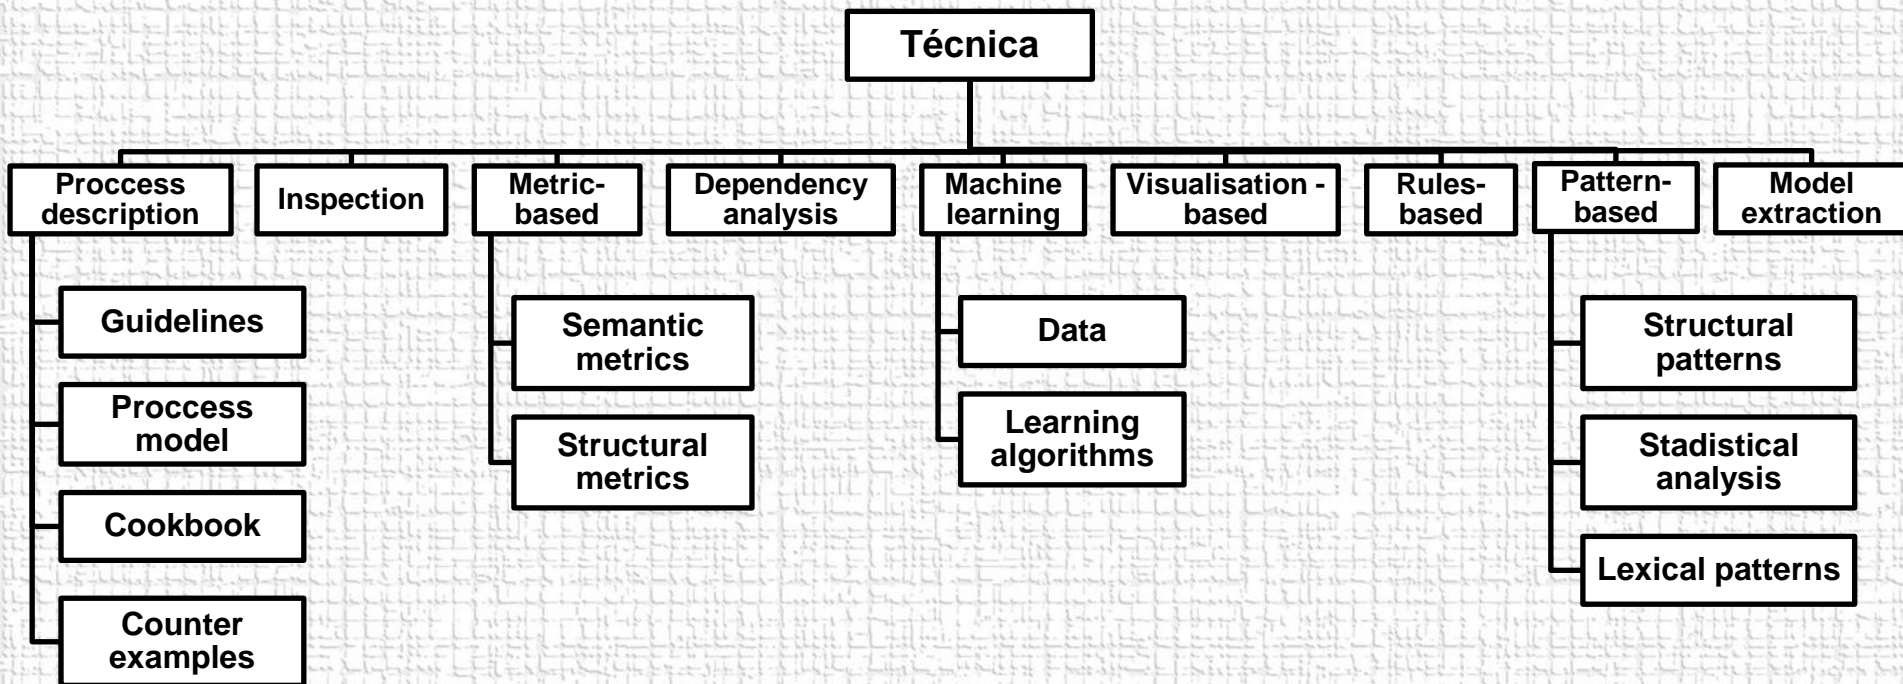 Técnica
Proccess
description
Inspection
Metric-
based
Dependency
analysis
Machine
learning
Visualisation -
based
Rules-
based
Pattern-
based
Model
extraction
Guidelines
Proccess
model
Cookbook
Counter
examples
Semantic
metrics
Structural
metrics
Data
Learning
algorithms
Structural
patterns
Stadistical
analysis
Lexical patterns